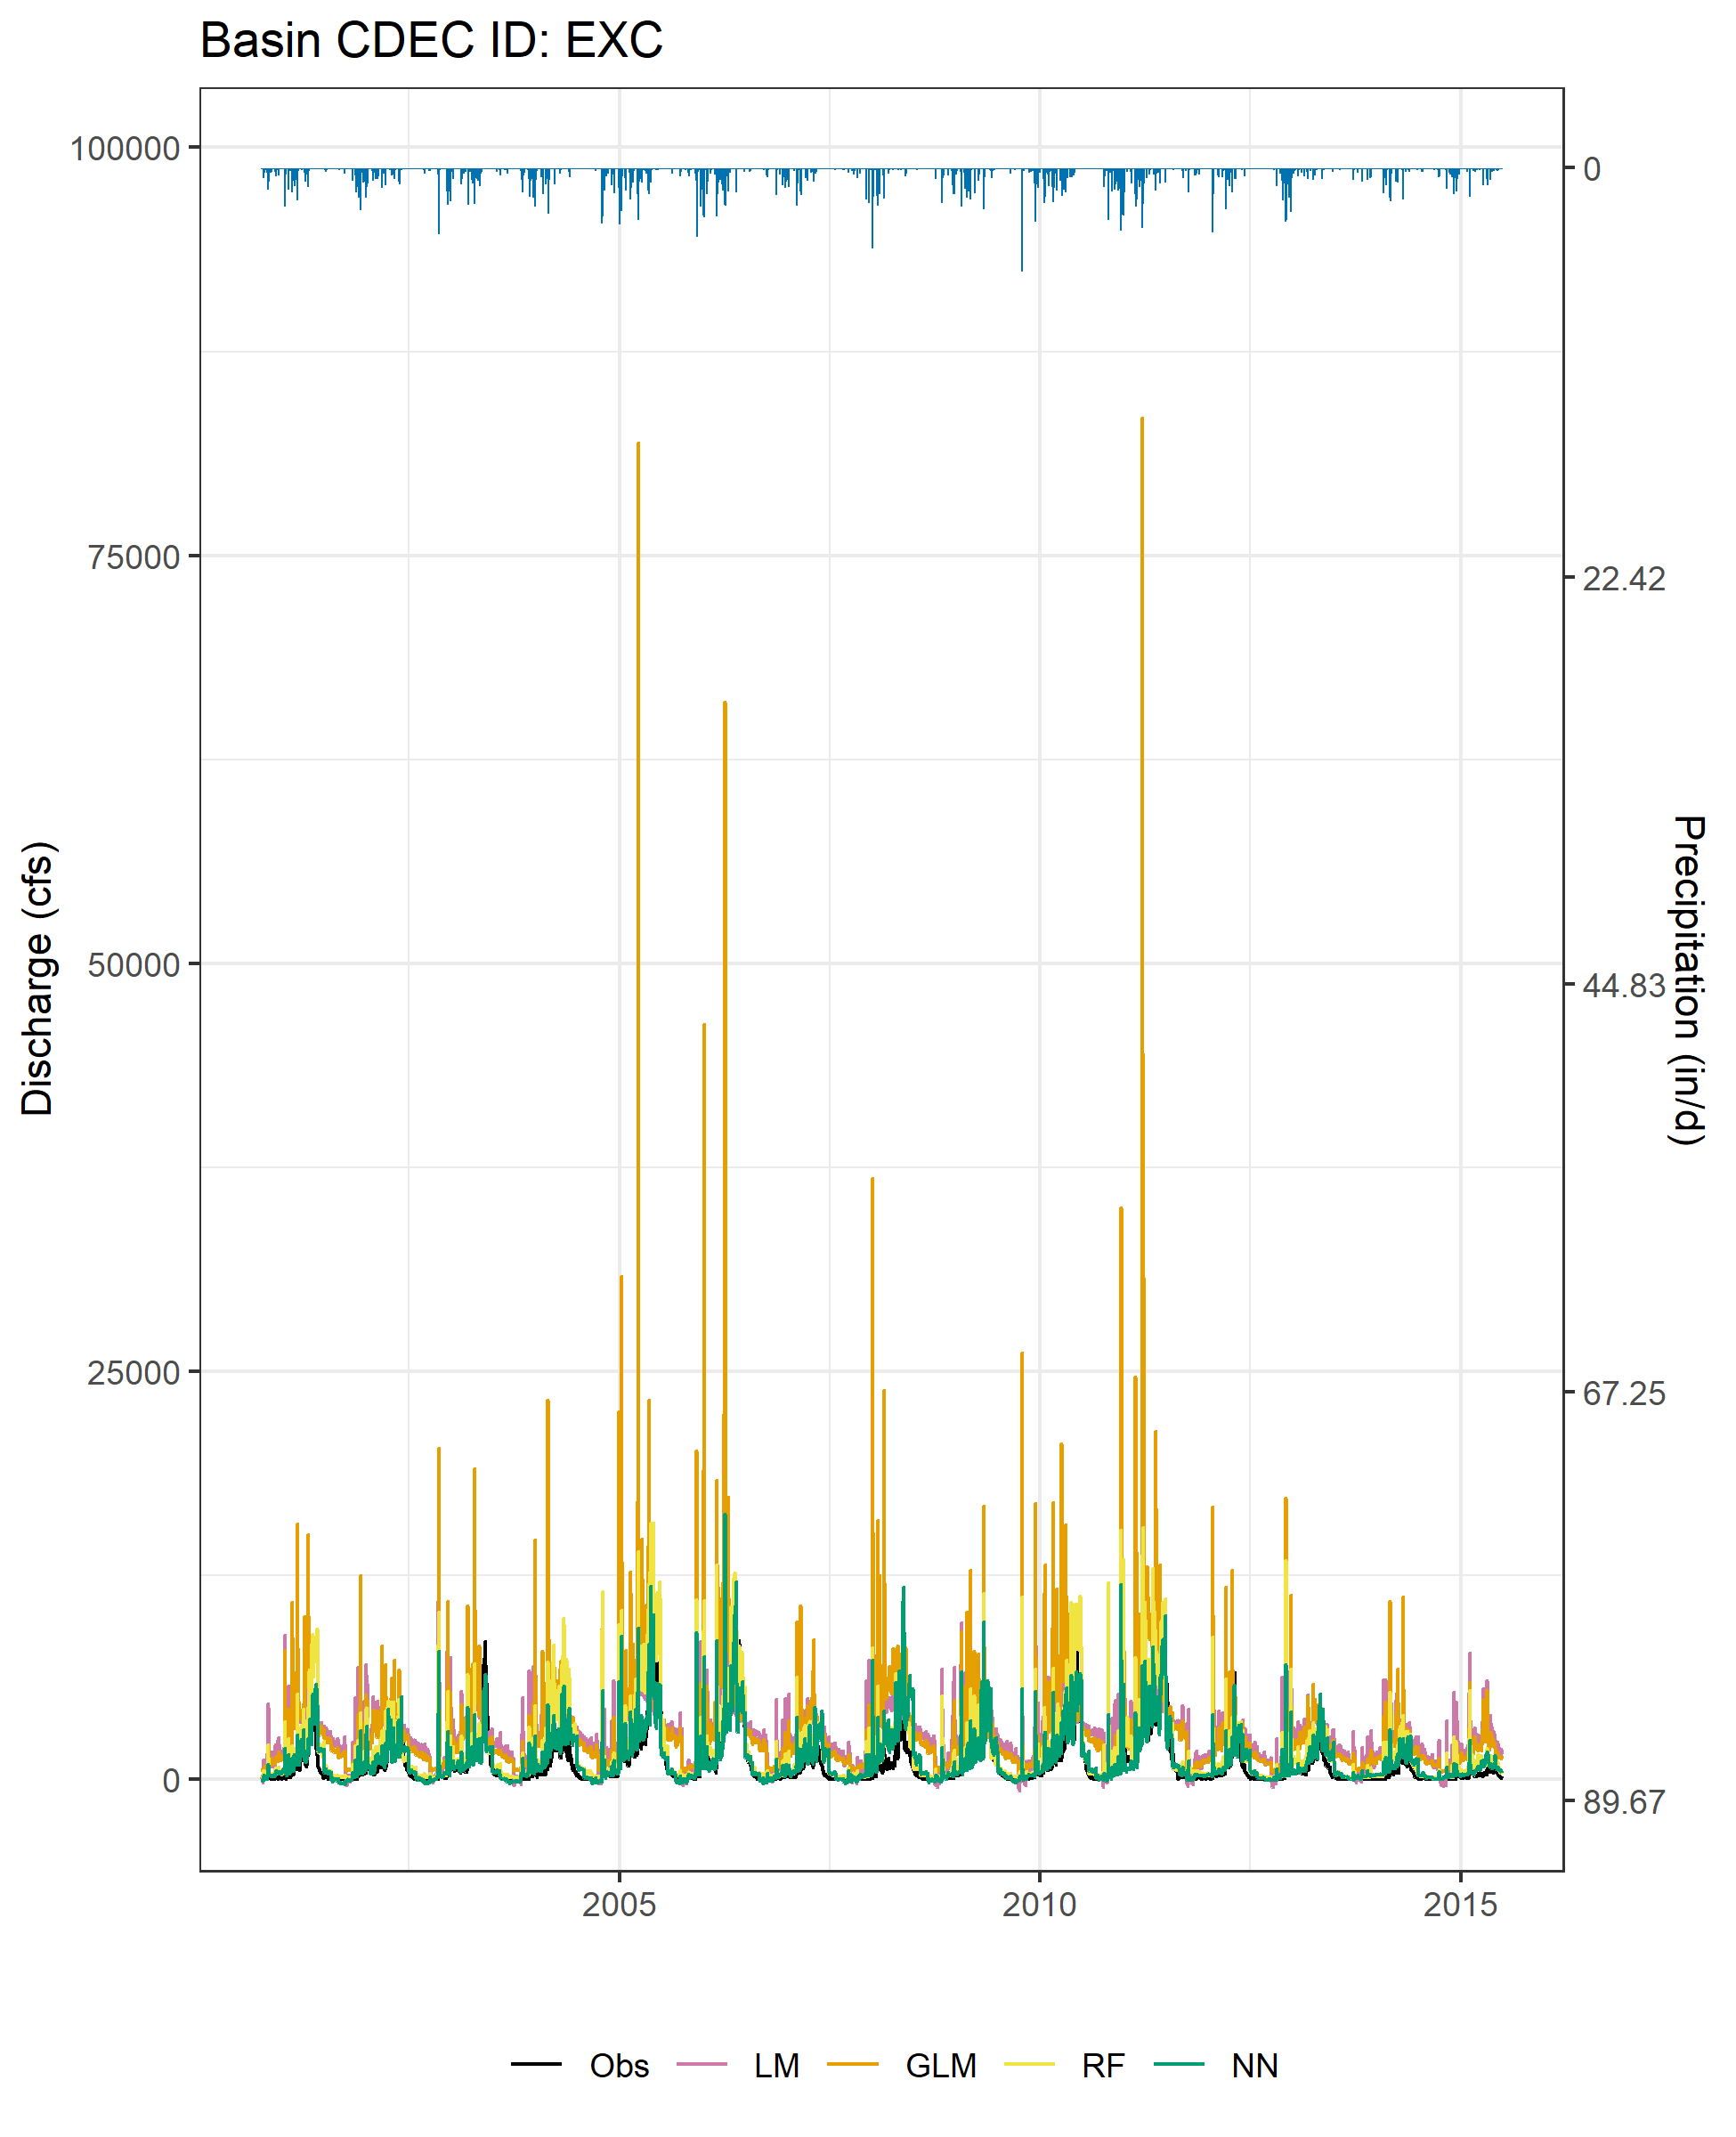 Basin CDEC ID: EXC
100000
75000
50000
25000
0
Discharge (cfs)
0
22.42
44.83
67.25
89.67
Precipitation (in/d)
2005 2010 2015
Obs LM GLM RF NN